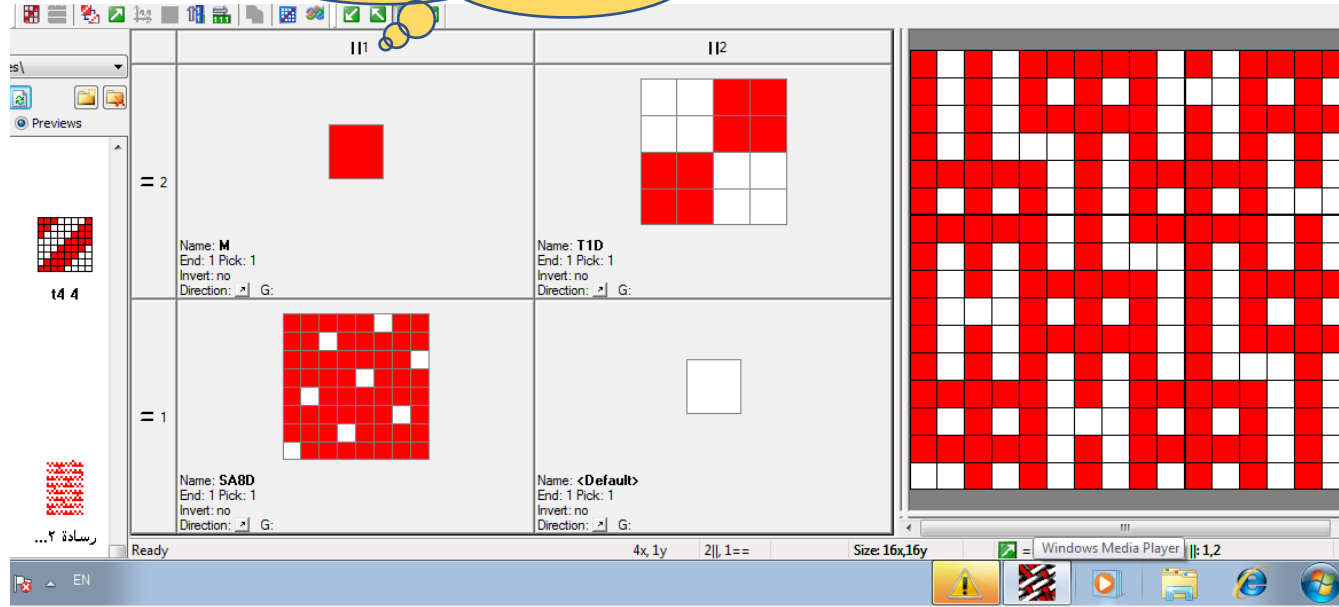 II1
II2
es\
Previews
= 2
Name: M
End: 1 Pick: 1
Invert: no
Direction: G:
Name: T1D
End: 1 Pick: 1
Invert: no
Direction: G:
t4 4
= 1
Name: SA8D
End: 1 Pick: 1
Invert: no
Direction: G:
Name: <Default>
End: 1 Pick: 1
Invert: no
Direction: G:
رسادة ٢...
Ready
4x, 1y
2||, 1==
Size: 16x,16y
=
Windows Media Player
||: 1,2
EN